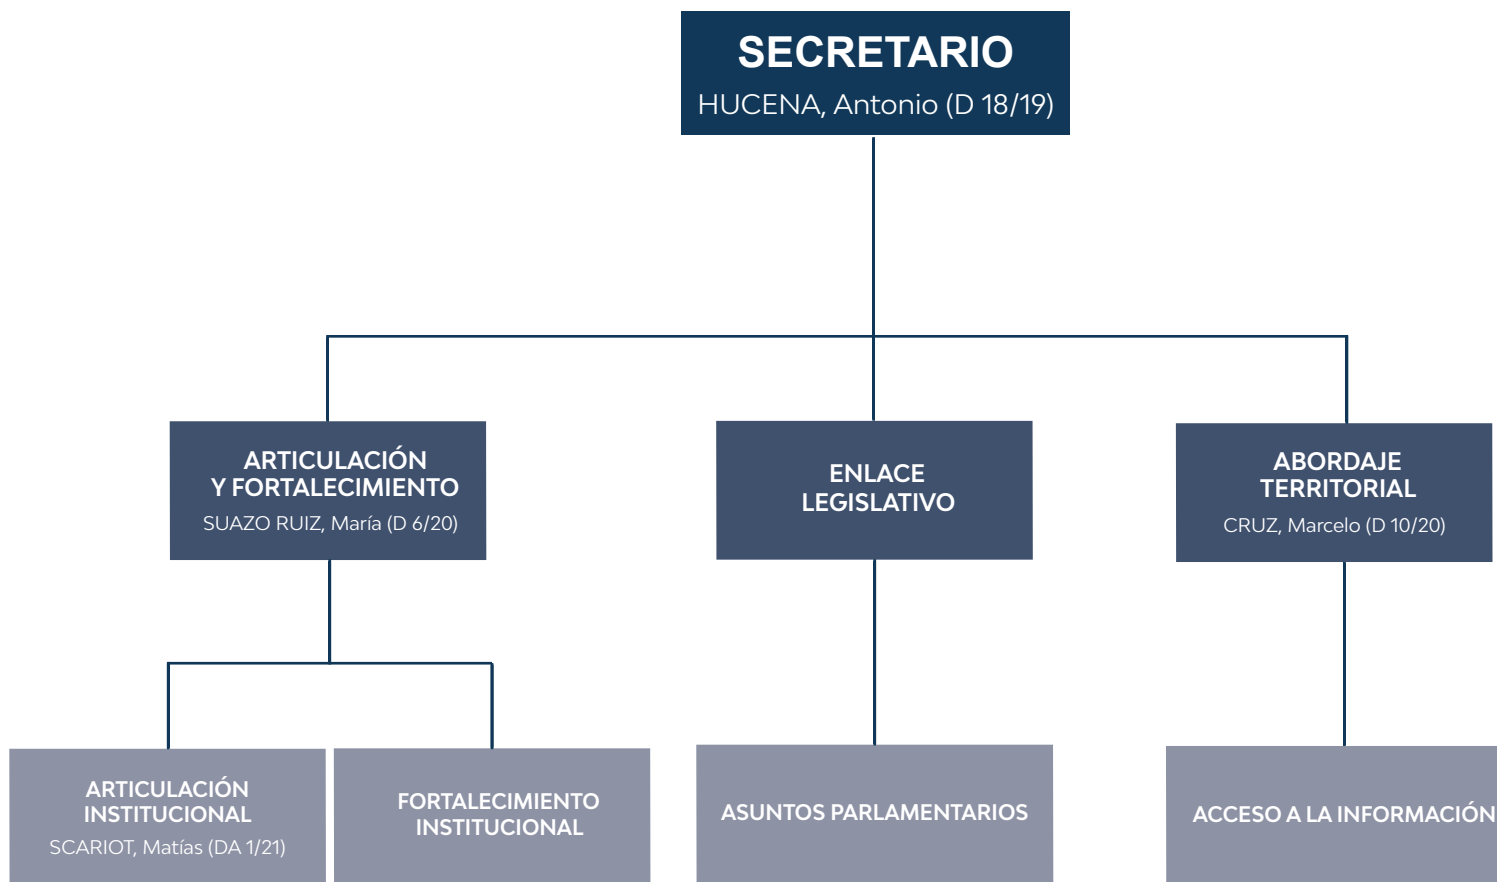 SECRETARIO
HUCENA, Antonio (D 18/19)
ARTICULACIÓN
Y FORTALECIMIENTO
SUAZO RUIZ, María (D 6/20)
ENLACE
LEGISLATIVO
ABORDAJE
TERRITORIAL
CRUZ, Marcelo (D 10/20)
ARTICULACIÓN
INSTITUCIONAL
SCARIOT, Matías (DA 1/21)
FORTALECIMIENTO
INSTITUCIONAL
ASUNTOS PARLAMENTARIOS
ACCESO A LA INFORMACIÓN